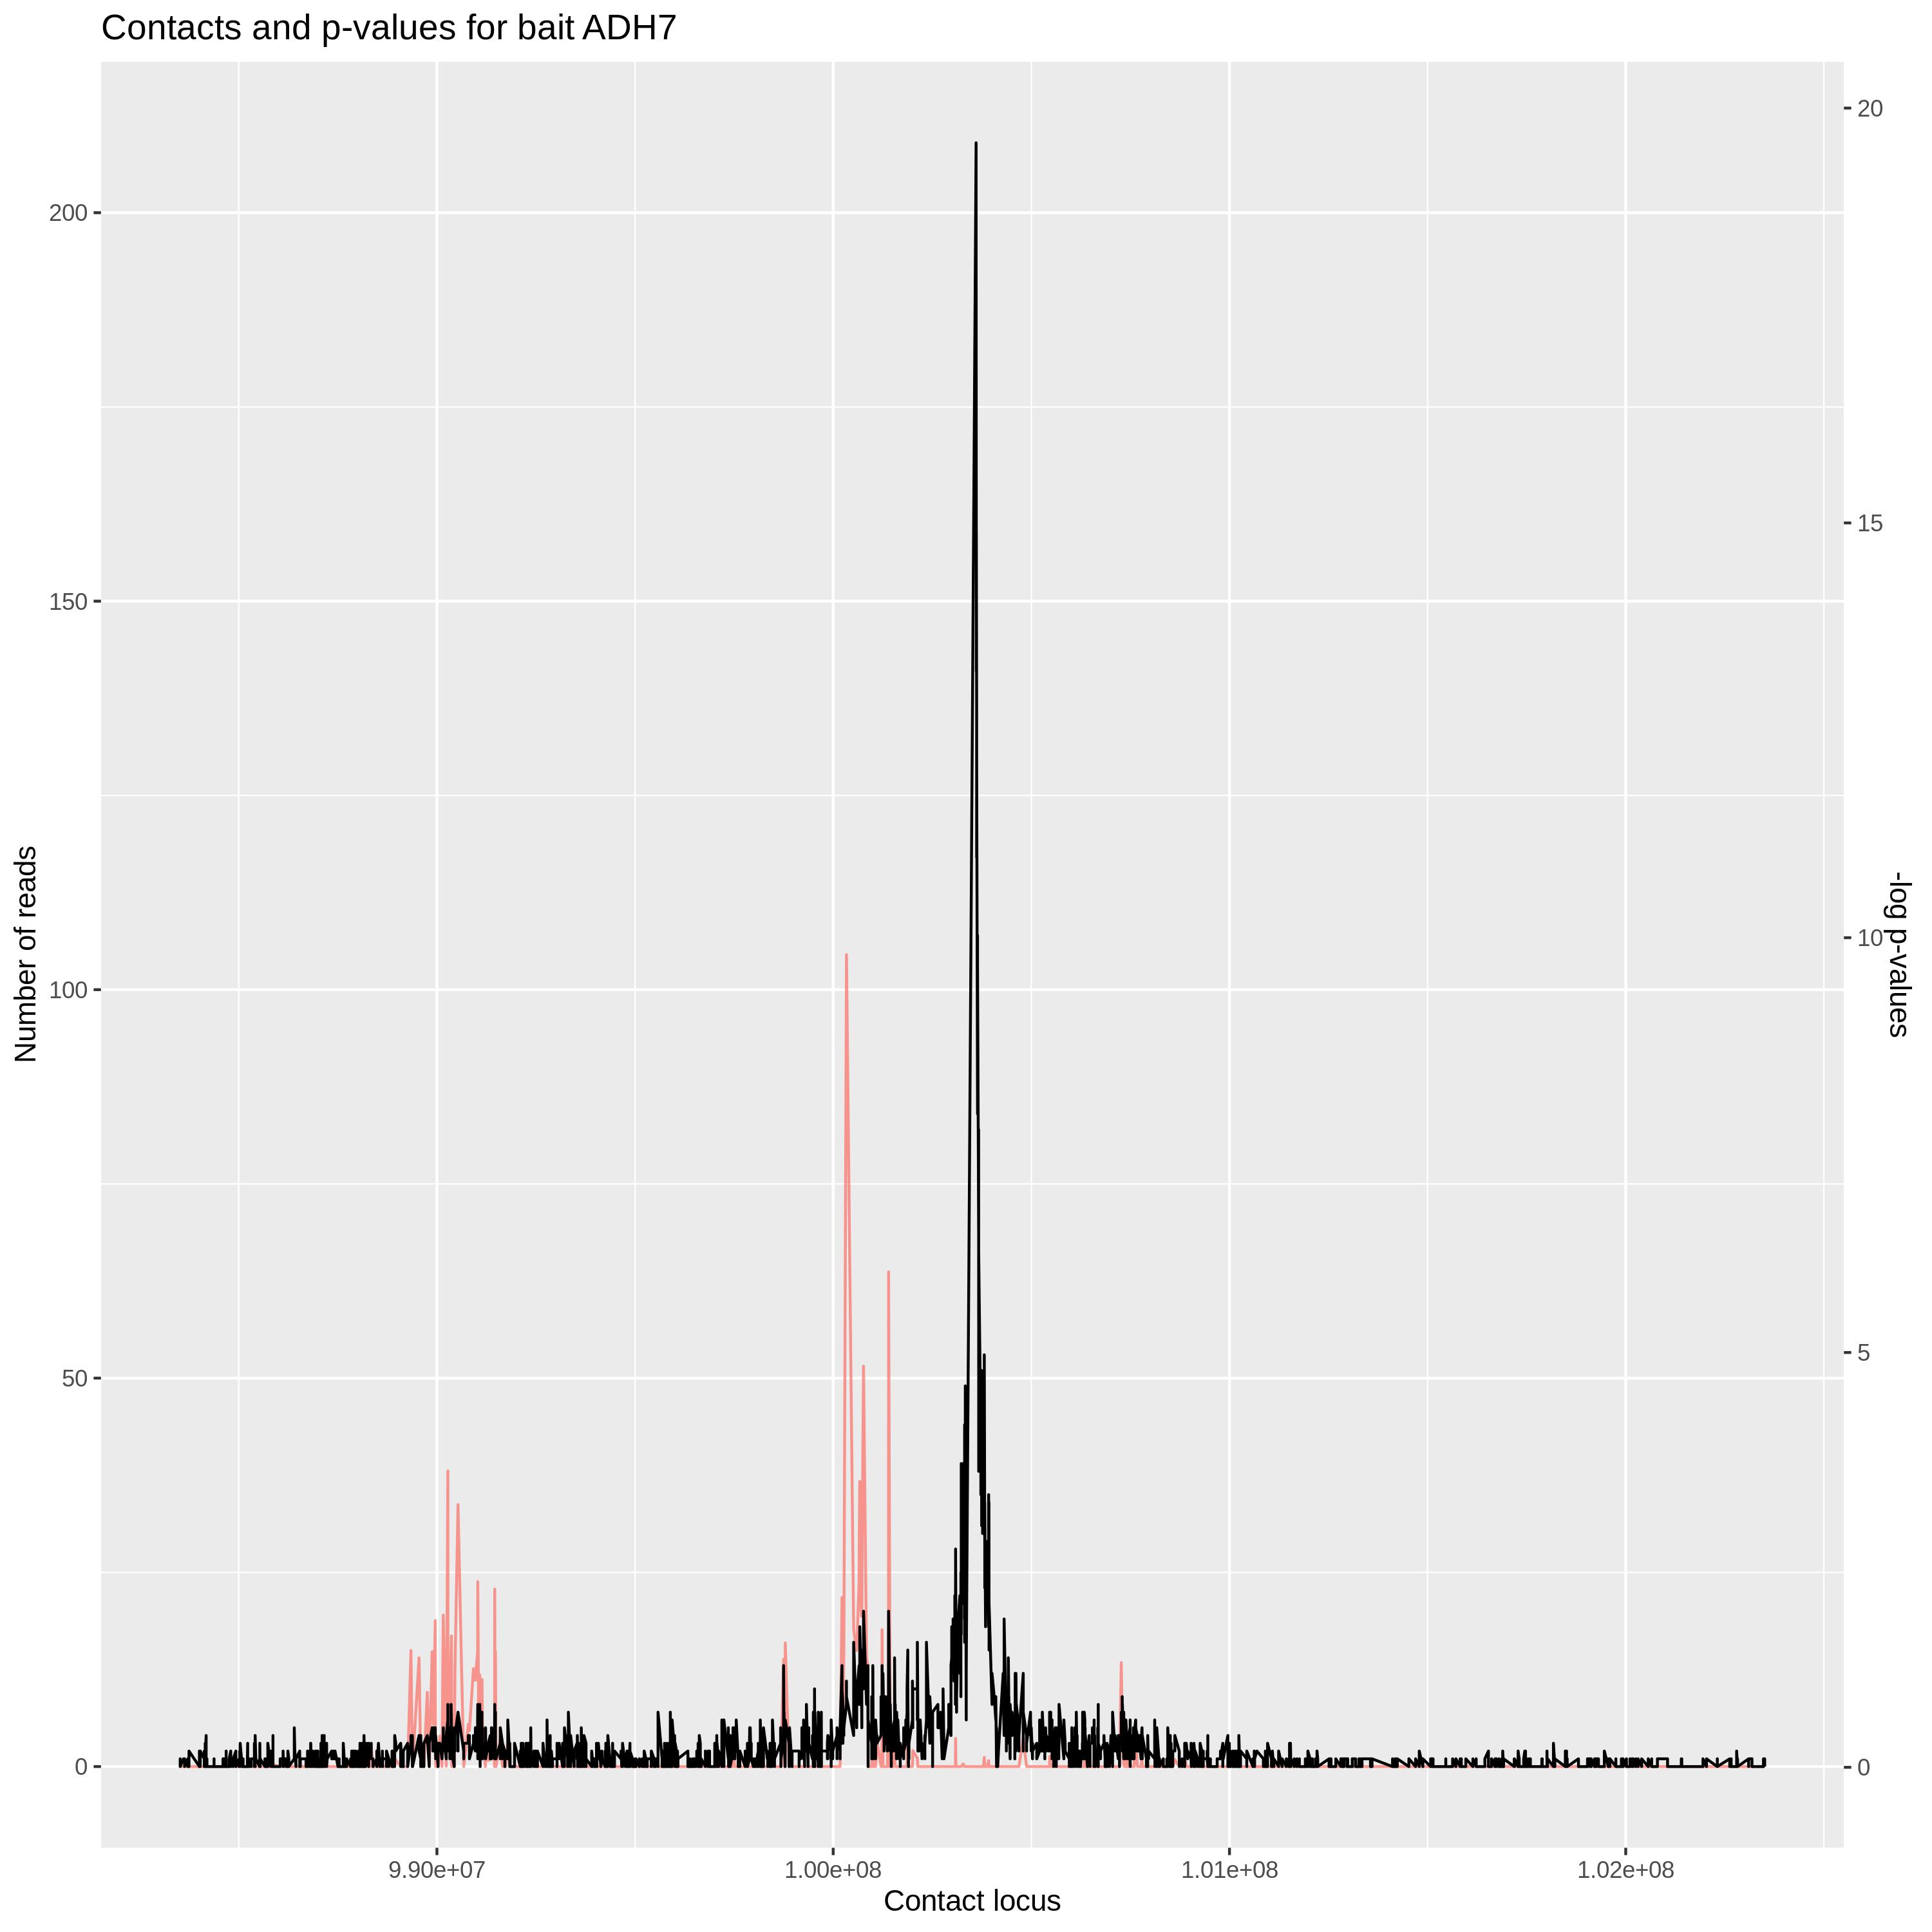 Contacts and p-values for bait ADH7
Number of reads
200
150
100
50
0
20
15
10
5
0
-log p-values
9.90e+07
1.00e+08
1.01e+08
1.02e+08
Contact locus